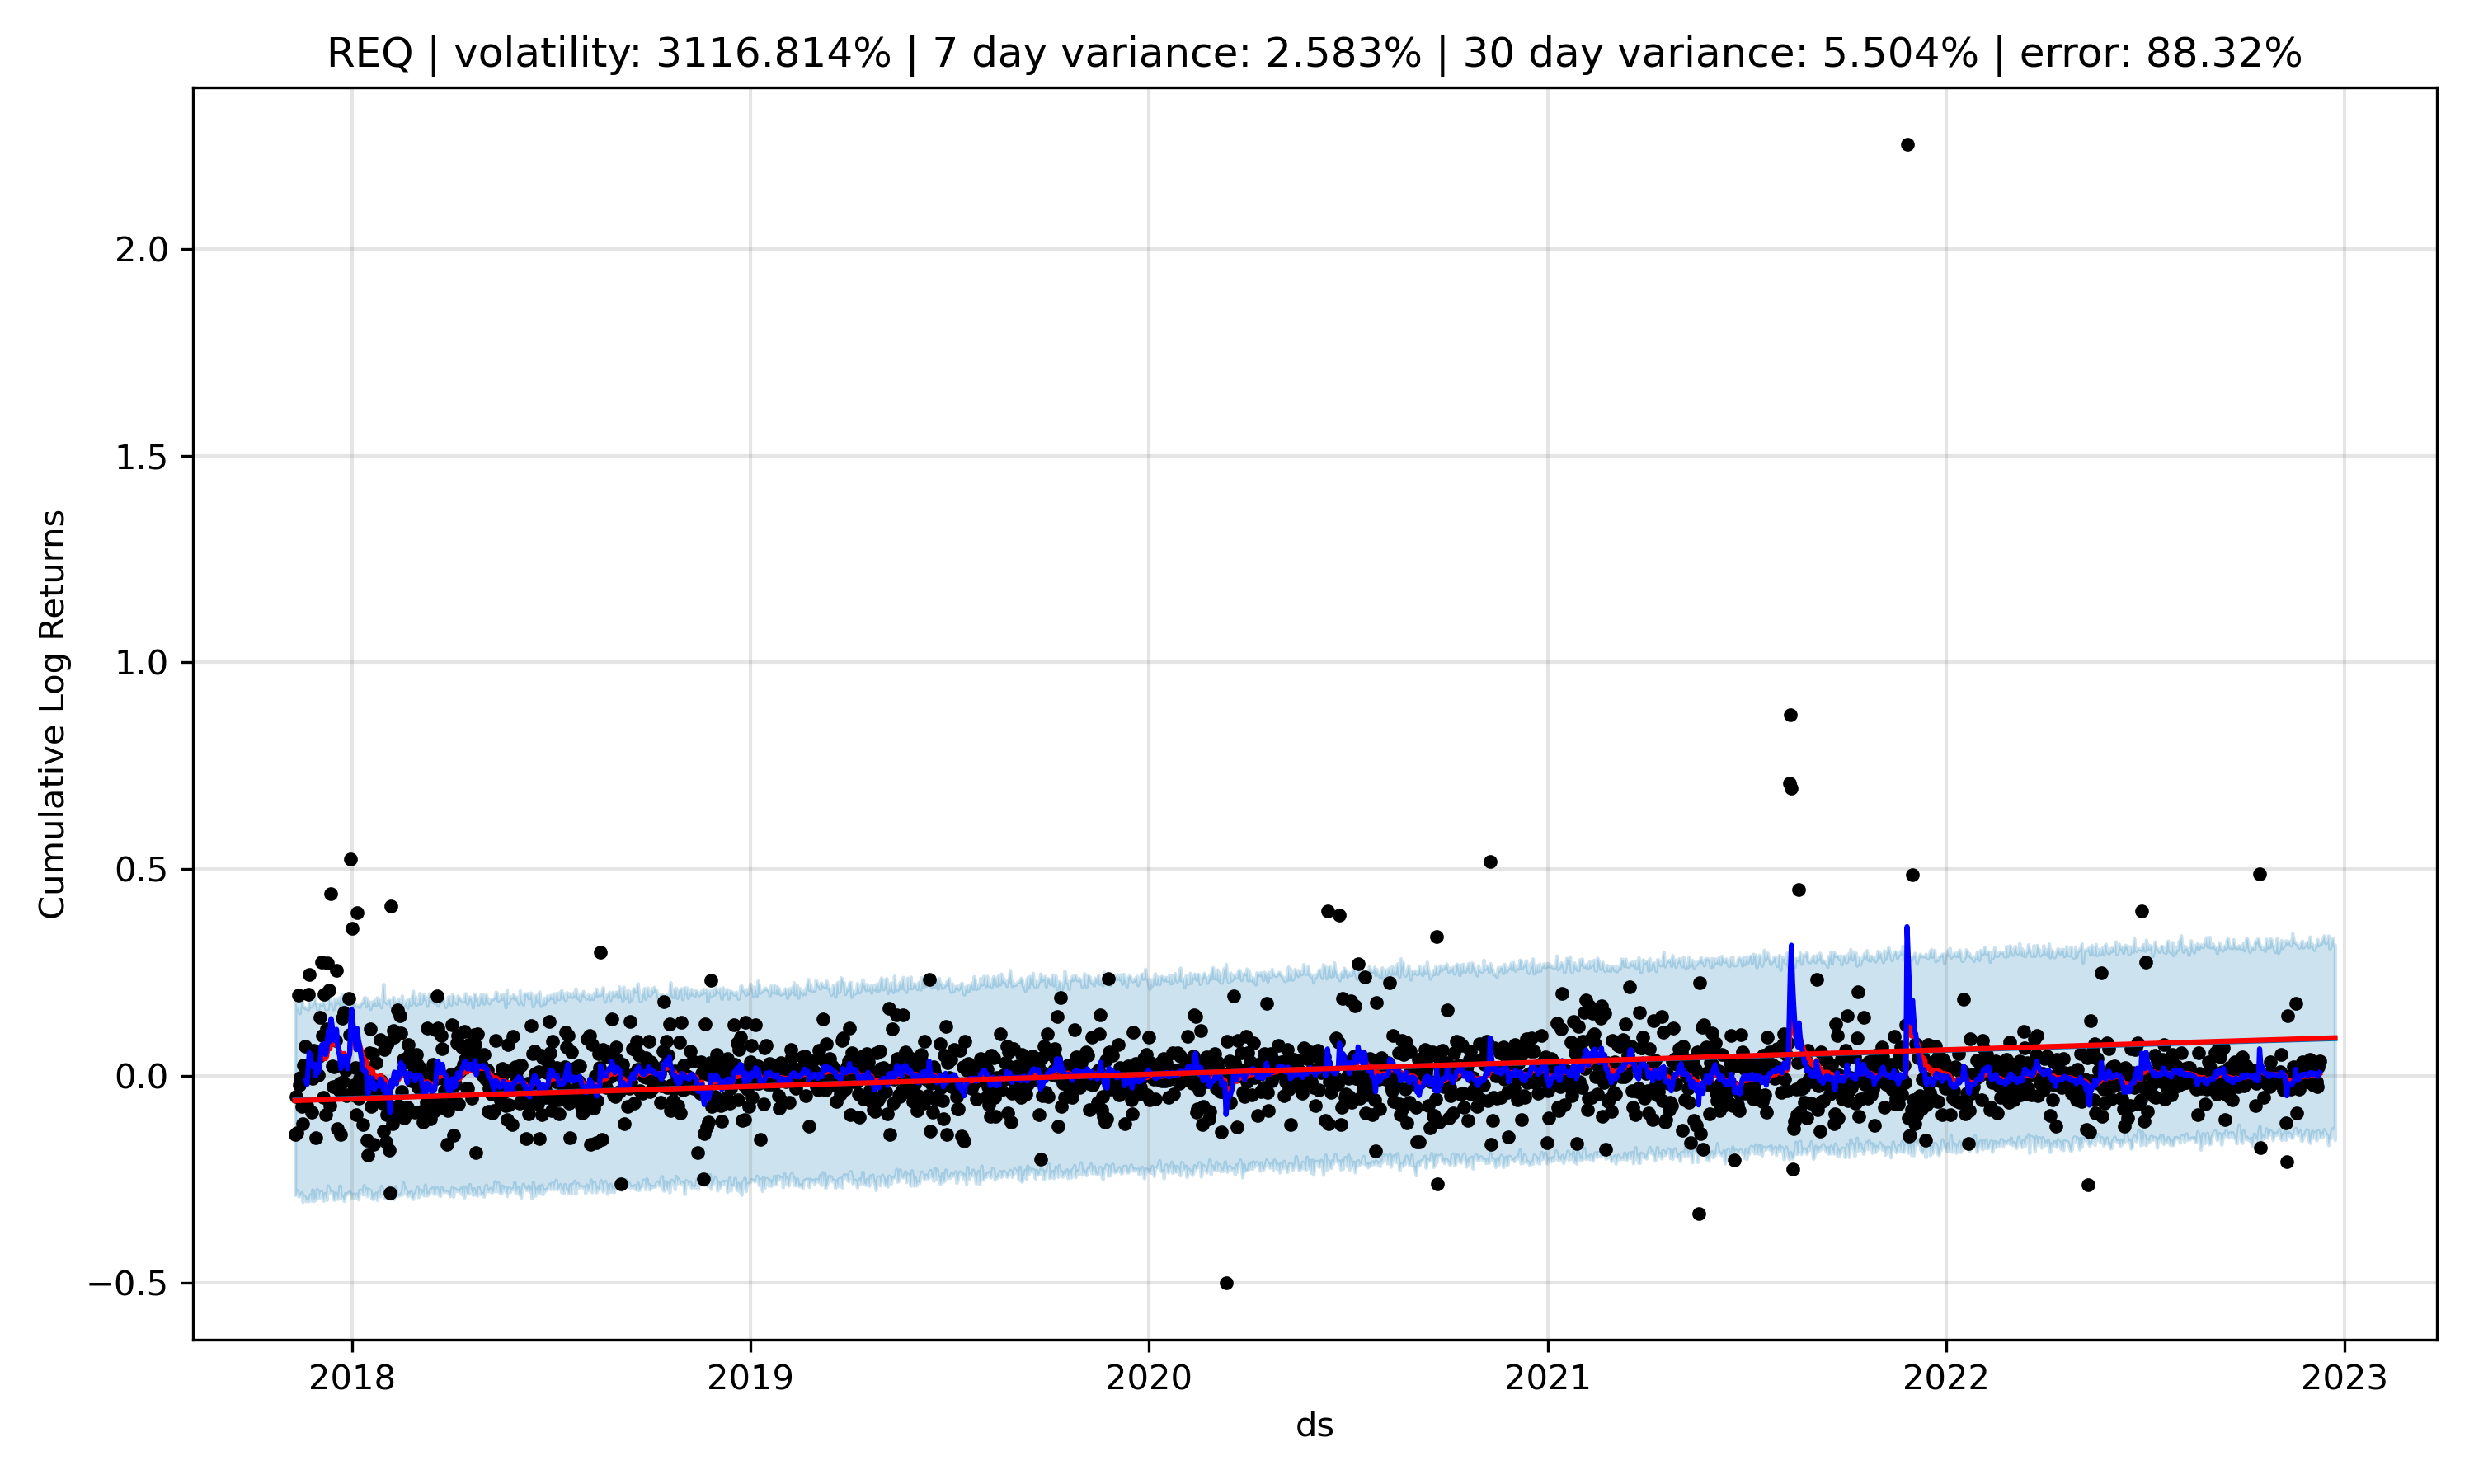 REQ | volatility: 3116.814% | 7 day variance: 2.583% | 30 day variance: 5.504% | error: 88.32%
Cumulative Log Returns
2.0
1.5
1.0
0.5
0.0
−0.5
2018 2019 2020 2021 2022 2023
ds